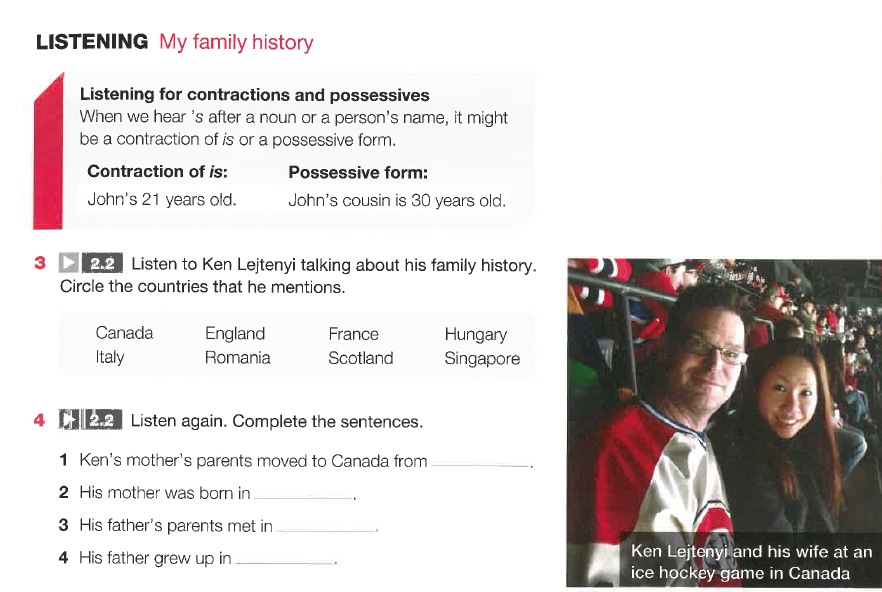 LISTENING My family history
Listening for contractions and possessives
When we hear 's after a noun or a person's name, it might
be a contraction of is or a possessive form.
Contraction of is: Possessive form:
John's 21 years old. John's cousin is 30 years old.
3 2.2 Listen to Ken Lejtenyi talking about his family history.
Circle the countries that he mentions.
Canada England France Hungary
Italy Romania Scotland Singapore
4 2.2 Listen again. Complete the sentences.
1 Ken's mother's parents moved to Canada from ____________.
2 His mother was born in ____________.
3 His father's parents met in ____________.
4 His father grew up in ____________.
Ken Lejtenyi and his wife at an
ice hockey game in Canada